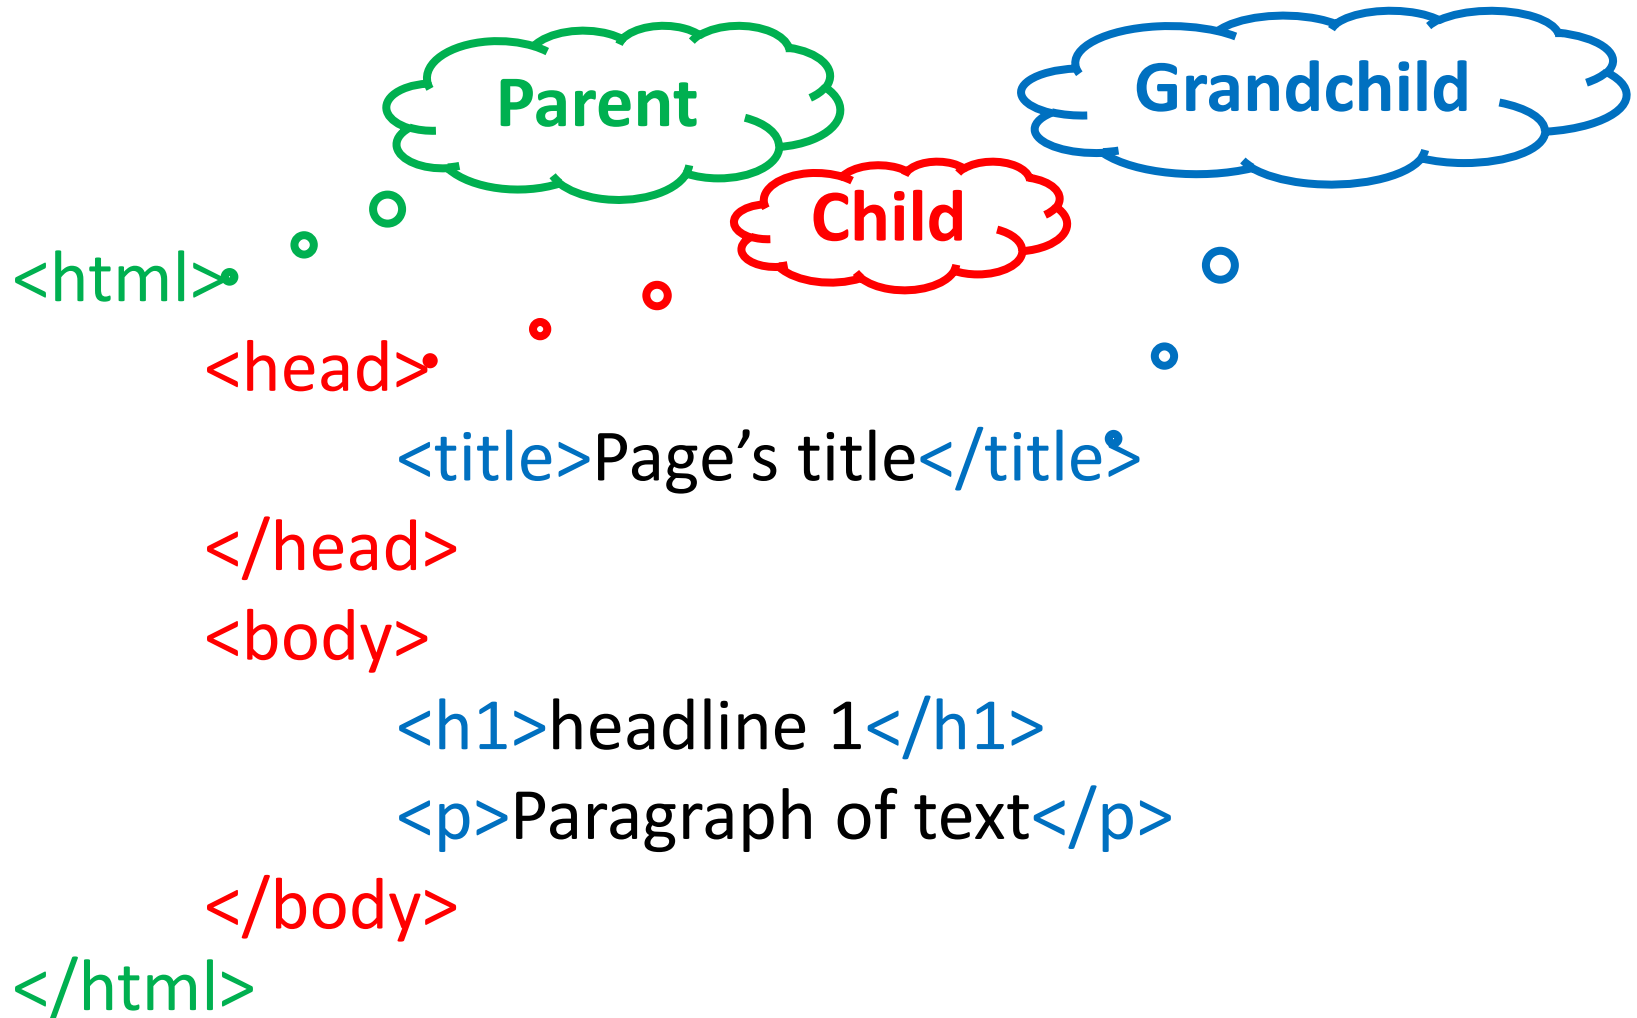 Parent
Grandchild
Child
<html>
<head>
<title>Page’s title</title>
</head>
<body>
<h1>headline 1</h1>
<p>Paragraph of text</p>
</body>
</html>